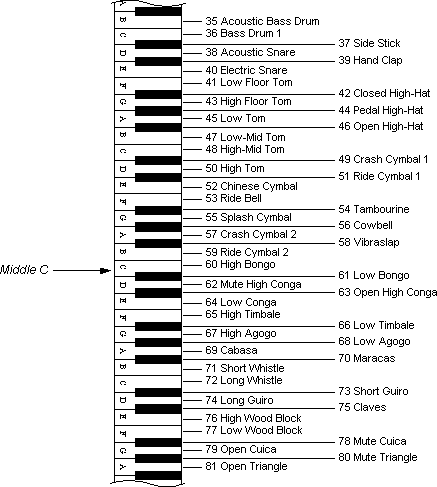 A
B 35 Acoustic Bass Drum
C 36 Bass Drum 1
37 Side Stick
D 38 Acoustic Snare
39 Hand Clap
E 40 Electric Snare
F 41 Low Floor Tom
42 Closed High-Hat
G 43 High Floor Tom
44 Pedal High-Hat
A 45 Low Tom
46 Open High-Hat
B 47 Low-Mid Tom
C 48 High-Mid Tom
49 Crash Cymbal 1
D 50 High Tom
51 Ride Cymbal 1
E 52 Chinese Cymbal
F 53 Ride Bell
54 Tambourine
G 55 Splash Cymbal
56 Cowbell
A 57 Crash Cymbal 2
58 Vibraslap
B 59 Ride Cymbal 2
Middle C C 60 High Bongo
61 Low Bongo
D 62 Mute High Conga
63 Open High Conga
E 64 Low Conga
F 65 High Timbale
66 Low Timbale
G 67 High Agogo
68 Low Agogo
A 69 Cabasa
70 Maracas
B 71 Short Whistle
C 72 Long Whistle
73 Short Guiro
D 74 Long Guiro
75 Claves
E 76 High Wood Block
F 77 Low Wood Block
78 Mute Cuica
G 79 Open Cuica
80 Mute Triangle
A 81 Open Triangle